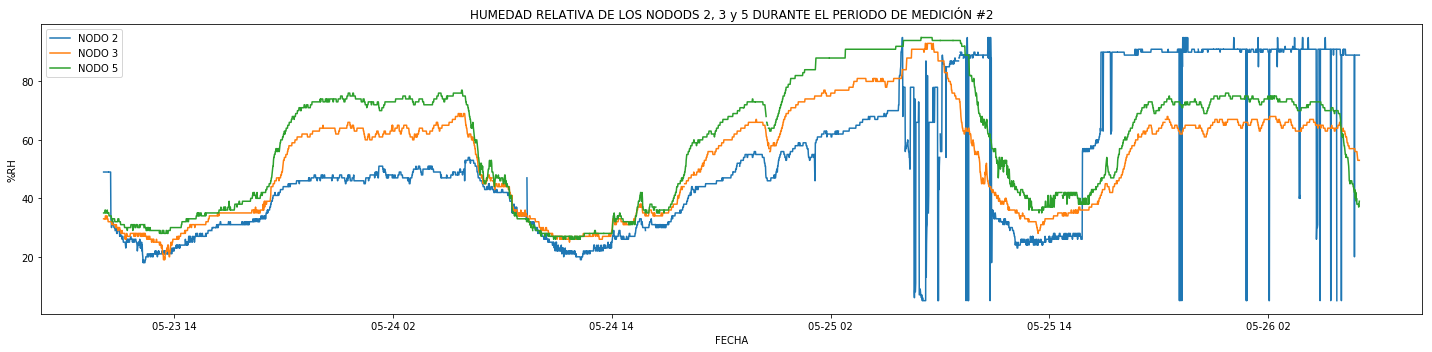 HUMEDAD RELATIVA DE LOS NODODS 2, 3 y 5 DURANTE EL PERIODO DE MEDICIÓN #2
NODO 2
NODO 3
NODO 5
80
60
40
20
%RH
05-23 14
05-24 02
05-24 14
05-25 02
05-25 14
05-26 02
FECHA